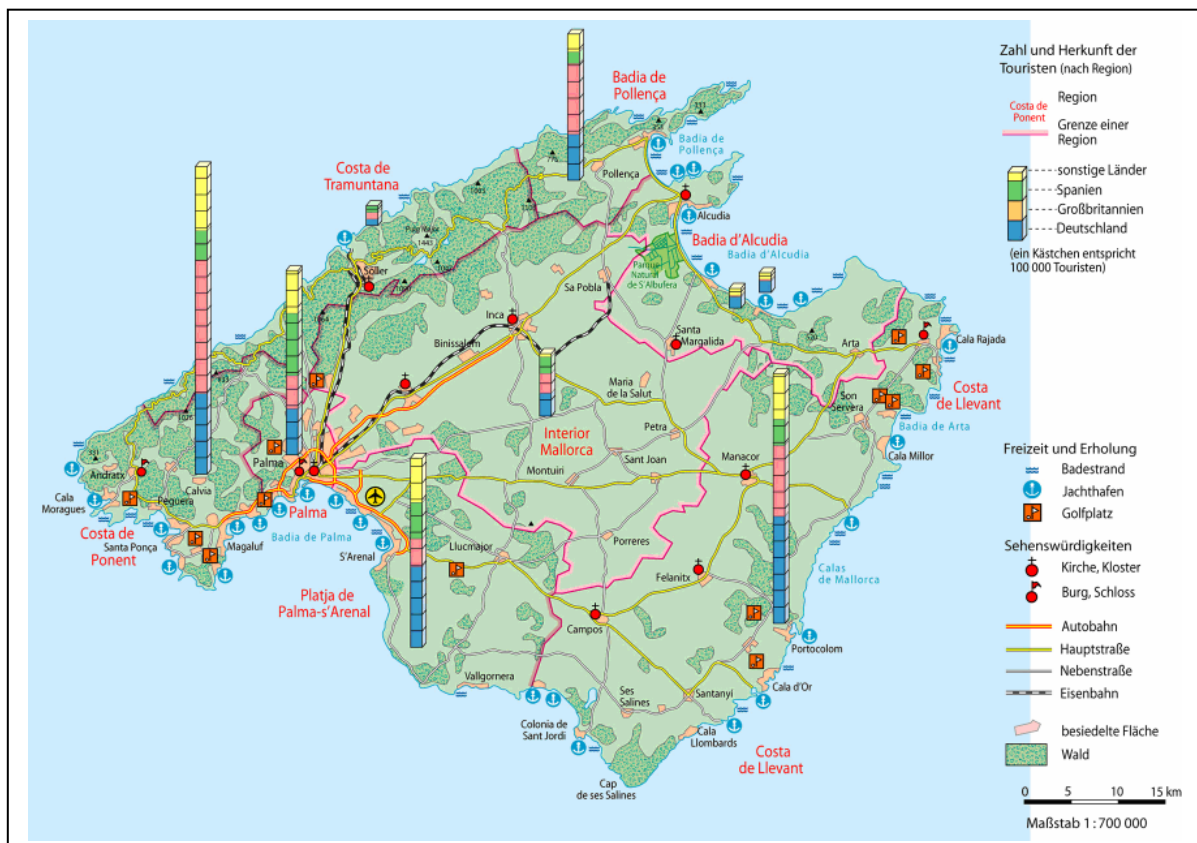 Badia de
Pollença
Costa de
Tramuntana
Badia de
Pollença
Pollença
Alcudia
Badia d'Alcudia
Badia d'Alcudia
Parque
Natural
de S'Albufera
Puig Major
1445
Sóller
Sa Pobla
Inca
Binissalem
Santa
Margalida
Arta
Cala Rajada
Costa
de Llevant
Son
Servera
Badia de Arta
Cala Millor
Maria
de la Salut
Petra
Interior
Mallorca
Sant Joan
Montuiri
Manacor
Palma
Palma
Badia de Palma
Andratx
Cala
Moragues
Peguera
Calvia
Costa de
Ponent
Santa Ponça
Magaluf
S'Arenal
Platja de
Palma-s'Arenal
Llucmajor
Porreres
Felanitx
Calas
de Mallorca
Campos
Portocolom
Vallgornera
Ses
Salines
Santanyi
Cala d'Or
Colonia de
Sant Jordi
Cala
Llombards
Costa
de Llevant
Cap
de ses Salines
Zahl und Herkunft der
Touristen (nach Region)
Costa de
Ponent
Region
Grenze einer
Region
sonstige Länder
Spanien
Großbritannien
Deutschland
(ein Kästchen entspricht
100 000 Touristen)
Freizeit und Erholung
Badestrand
Jachthafen
Golfplatz
Sehenswürdigkeiten
Kirche, Kloster
Burg, Schloss
Autobahn
Hauptstraße
Nebenstraße
Eisenbahn
besiedelte Fläche
Wald
0 5 10 15 km
Maßstab 1 : 700 000